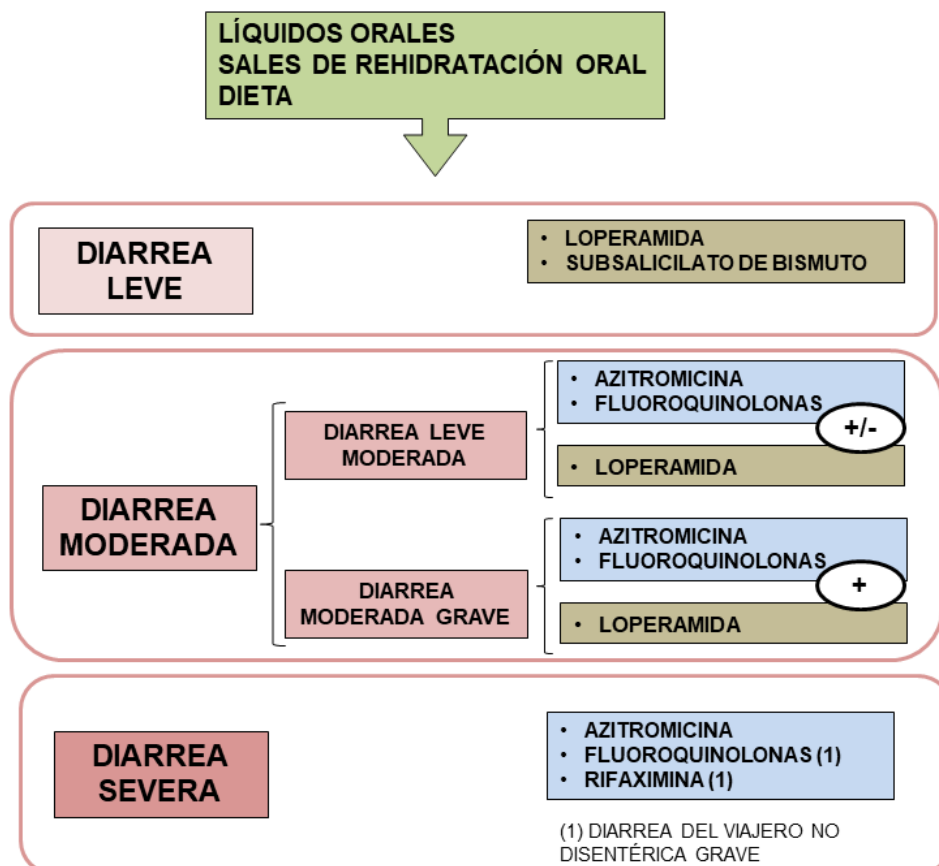 LÍQUIDOS ORALES
SALES DE REHIDRATACIÓN ORAL
DIETA
DIARREA
LEVE
• LOPERAMIDA
• SUBSALICILATO DE BISMUTO
DIARREA
MODERADA
DIARREA LEVE
MODERADA
• AZITROMICINA
• FLUOROQUINOLONAS
+/-
• LOPERAMIDA
DIARREA
MODERADA GRAVE
• AZITROMICINA
• FLUOROQUINOLONAS
+
• LOPERAMIDA
DIARREA
SEVERA
• AZITROMICINA
• FLUOROQUINOLONAS (1)
• RIFAXIMINA (1)
(1) DIARREA DEL VIAJERO NO
DISENTÉRICA GRAVE